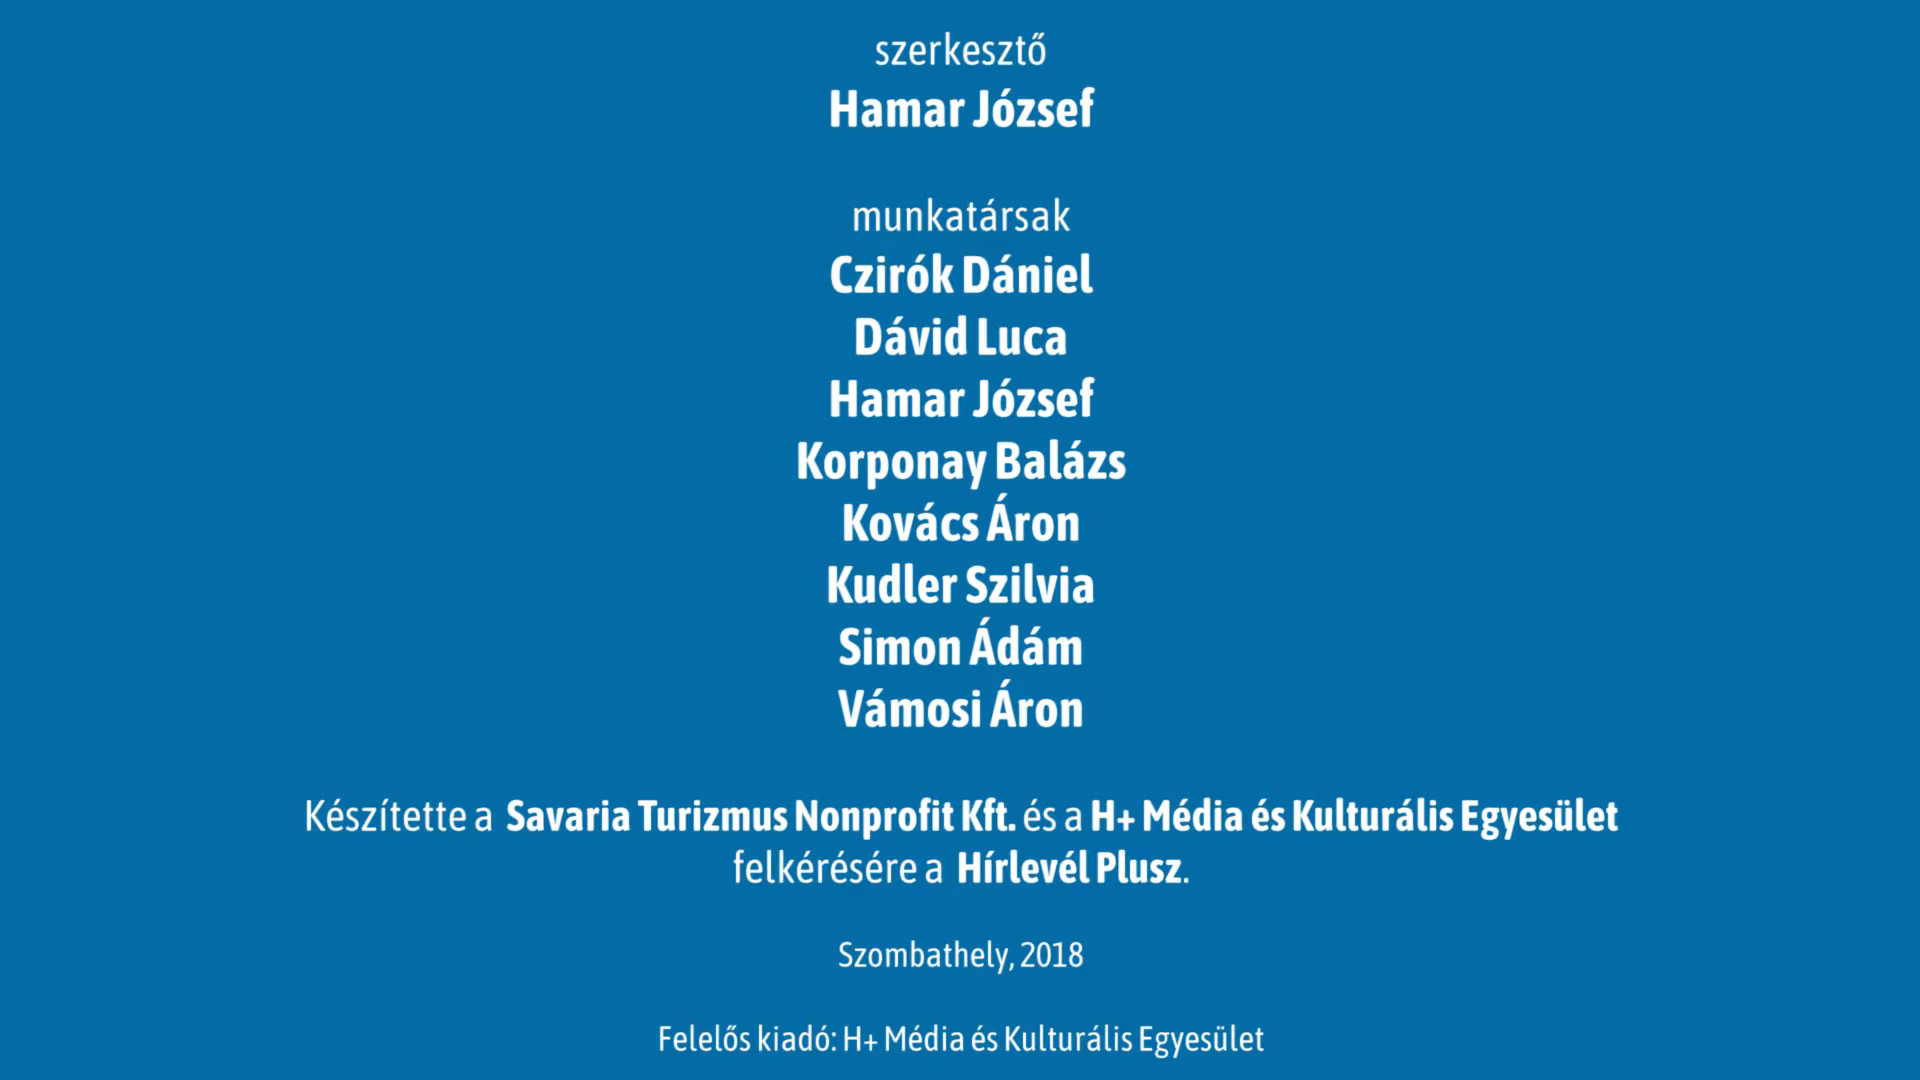 szerkesztő
Hamar József
munkatársak
Czirók Dániel
Dávid Luca
Hamar József
Korponay Balázs
Kovács Áron
Kudler Szilvia
Simon Ádám
Vámosi Áron
Készítette a Savaria Turizmus Nonprofit Kft. és a H+ Média és Kulturális Egyesület
felkérésére a Hírlevél Plusz.
Szombathely, 2018
Felelős kiadó: H+ Média és Kulturális Egyesület